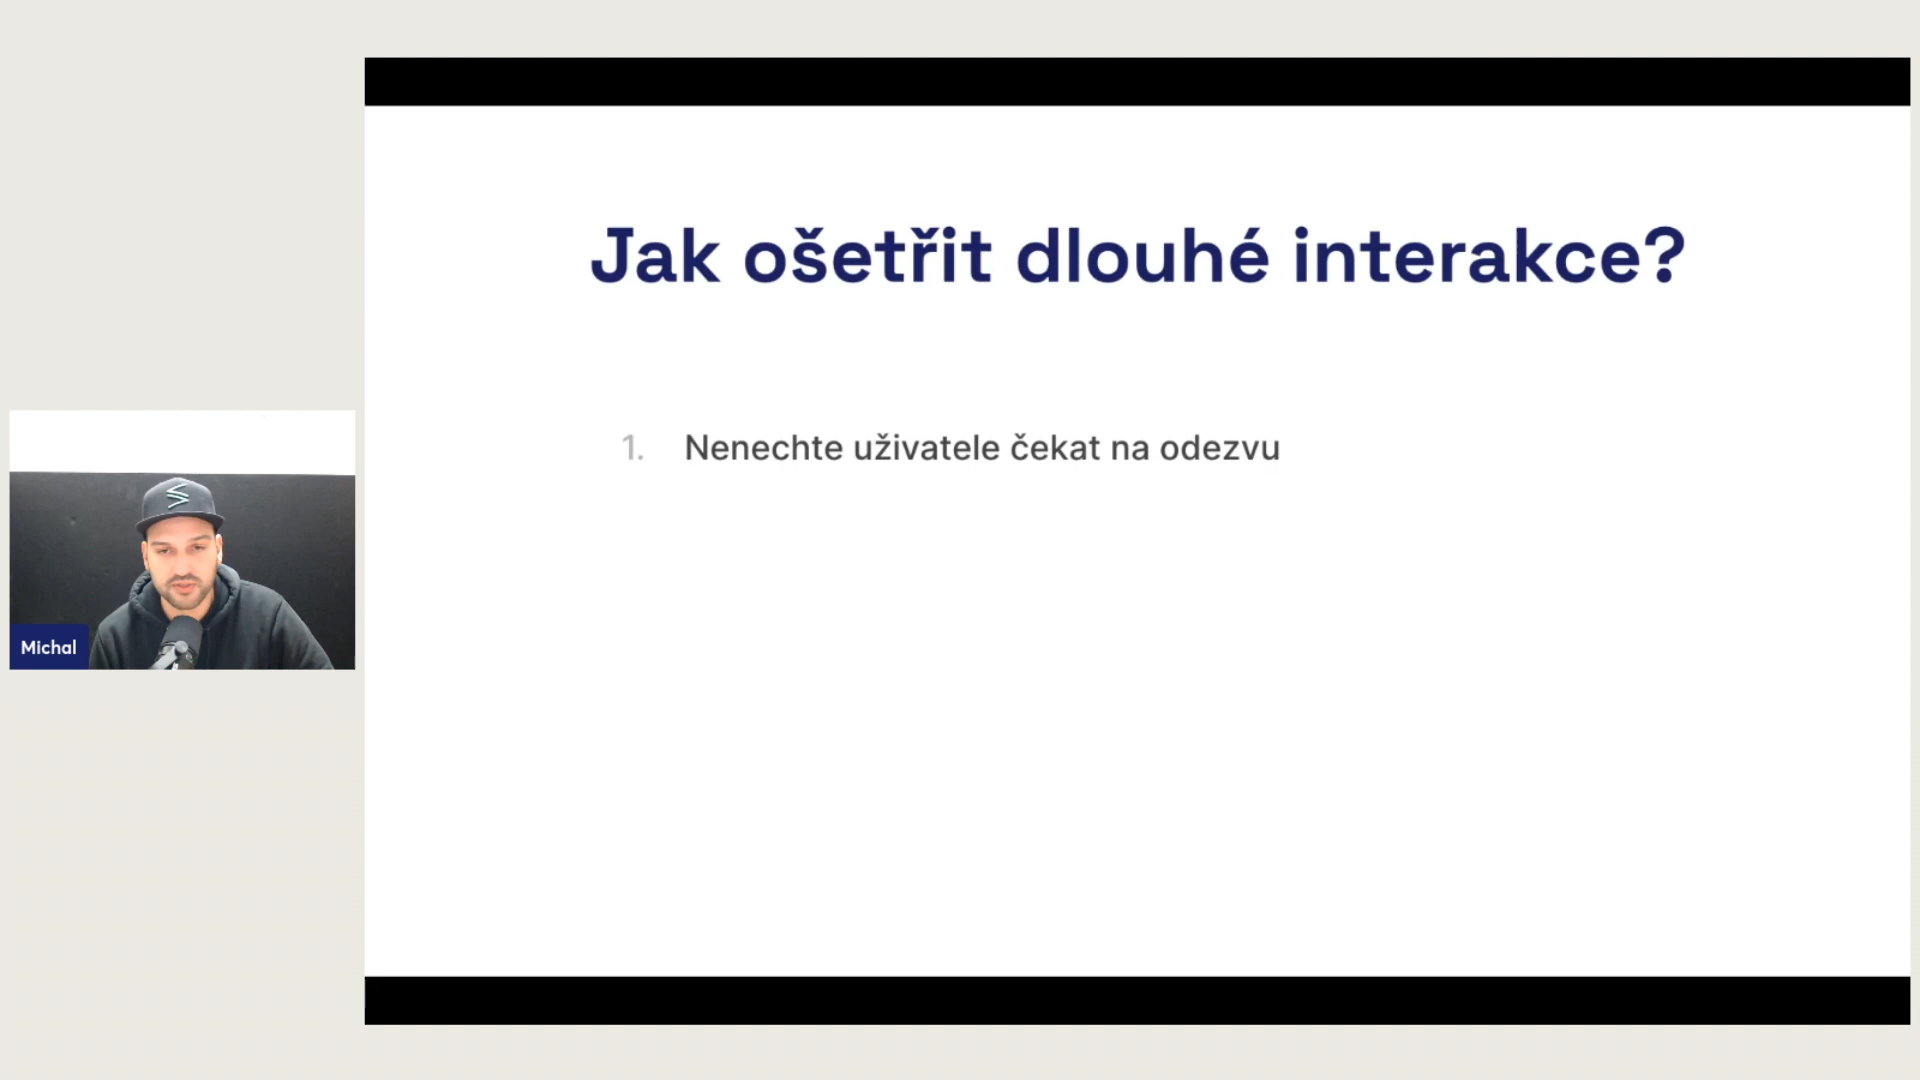 Jak ošetřit dlouhé interakce?
1. Nenechte uživatele čekat na odezvu
Michal